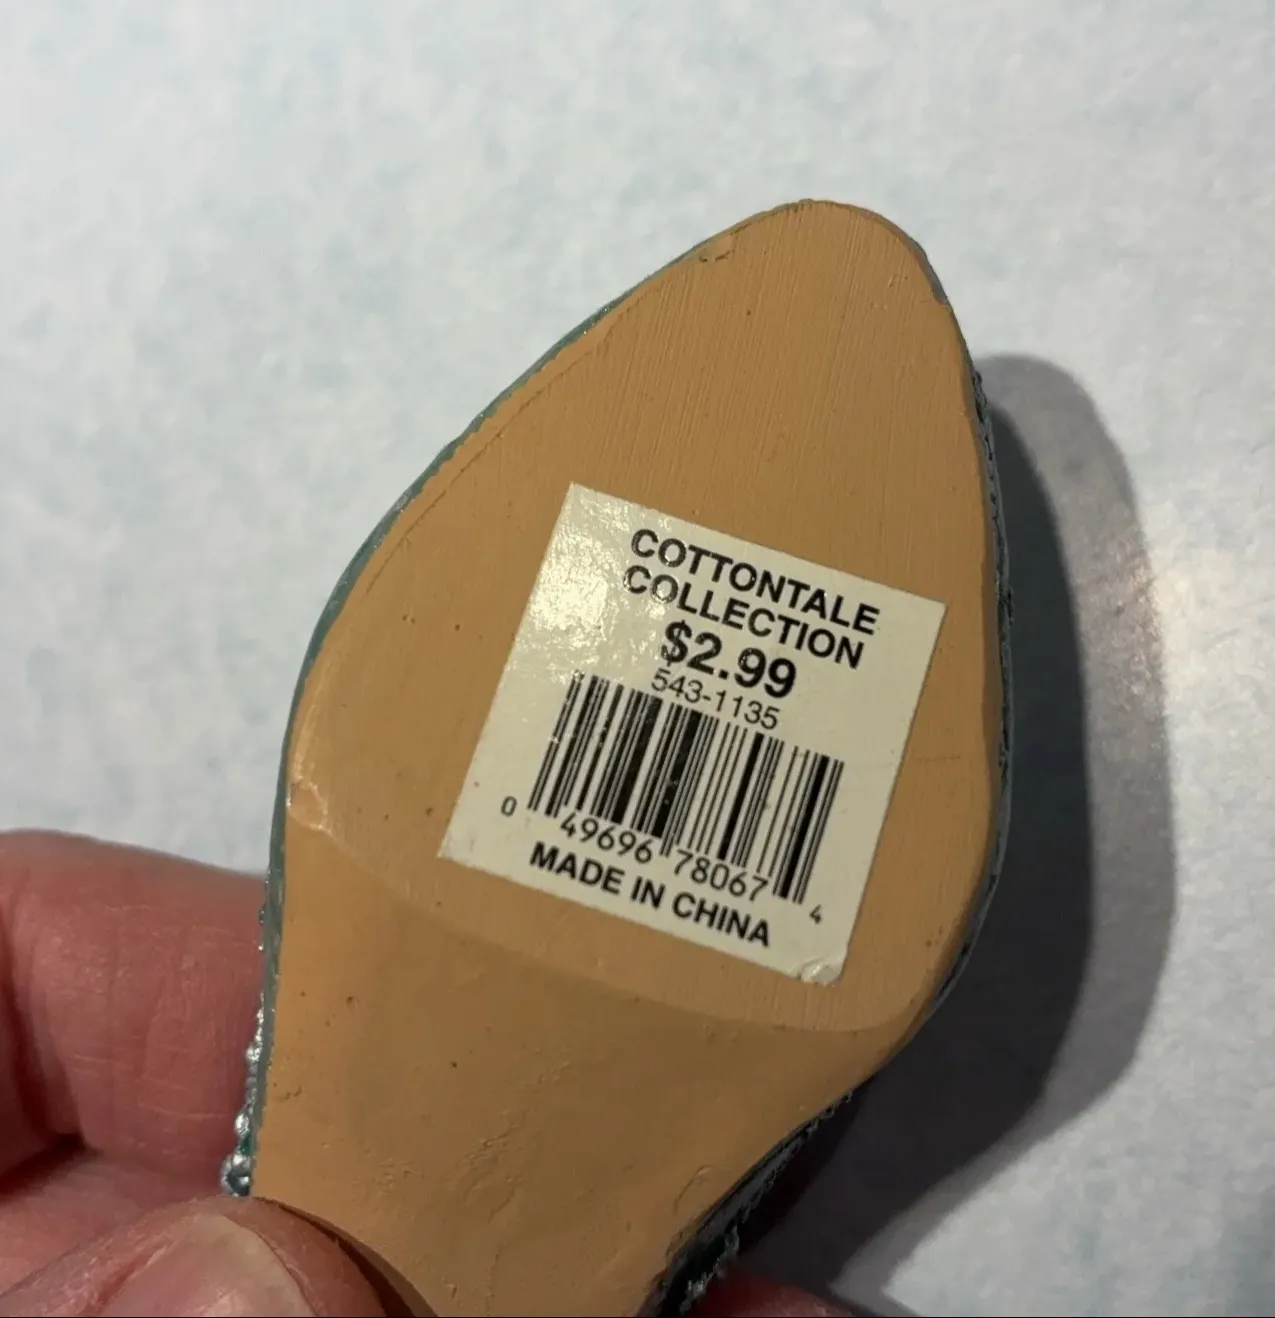 COTTONTALE
COLLECTION
$2.99
543-1135
0 49696 78067 4
MADE IN CHINA